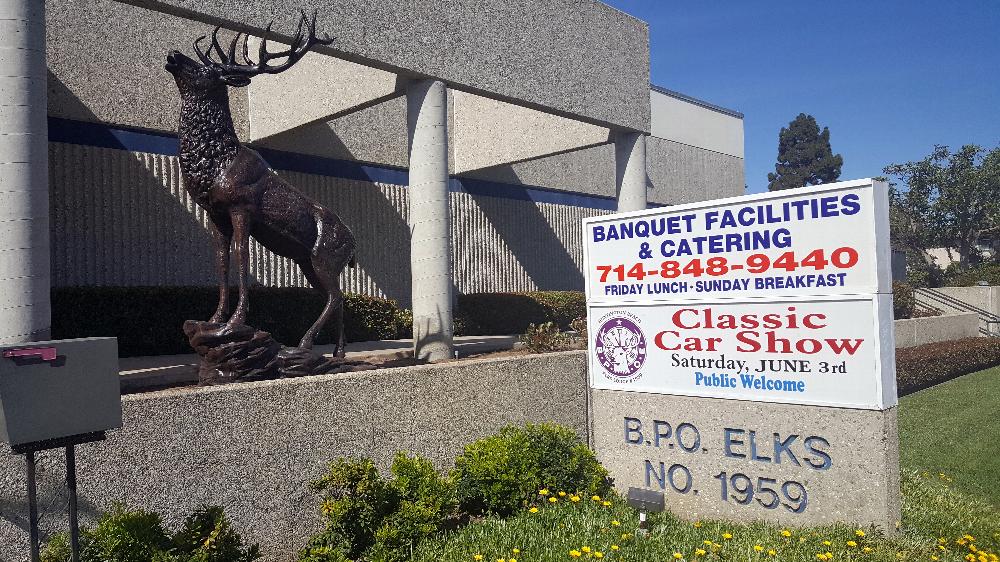 BANQUET FACILITIES
& CATERING
714-848-9440
FRIDAY LUNCH - SUNDAY BREAKFAST
Classic
Car Show
Saturday, JUNE 3rd
Public Welcome
B.P.O. ELKS
NO. 1959